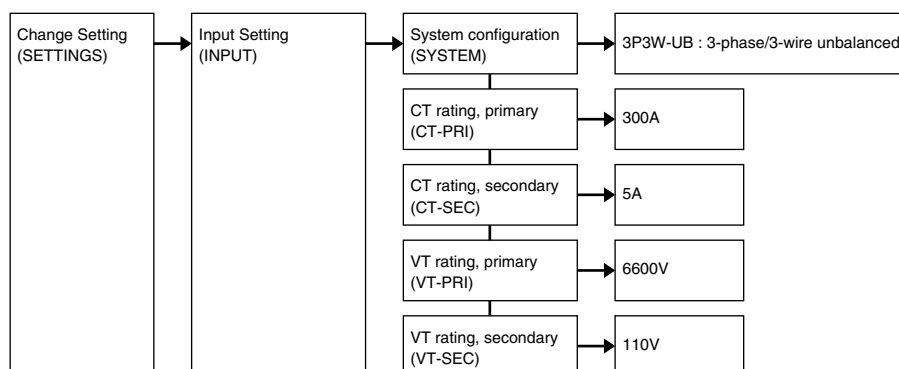 Change Setting
(SETTINGS)
Input Setting
(INPUT)
System configuration
(SYSTEM)
3P3W-UB : 3-phase/3-wire unbalanced
CT rating, primary
(CT-PRI)
300A
CT rating, secondary
(CT-SEC)
5A
VT rating, primary
(VT-PRI)
6600V
VT rating, secondary
(VT-SEC)
110V